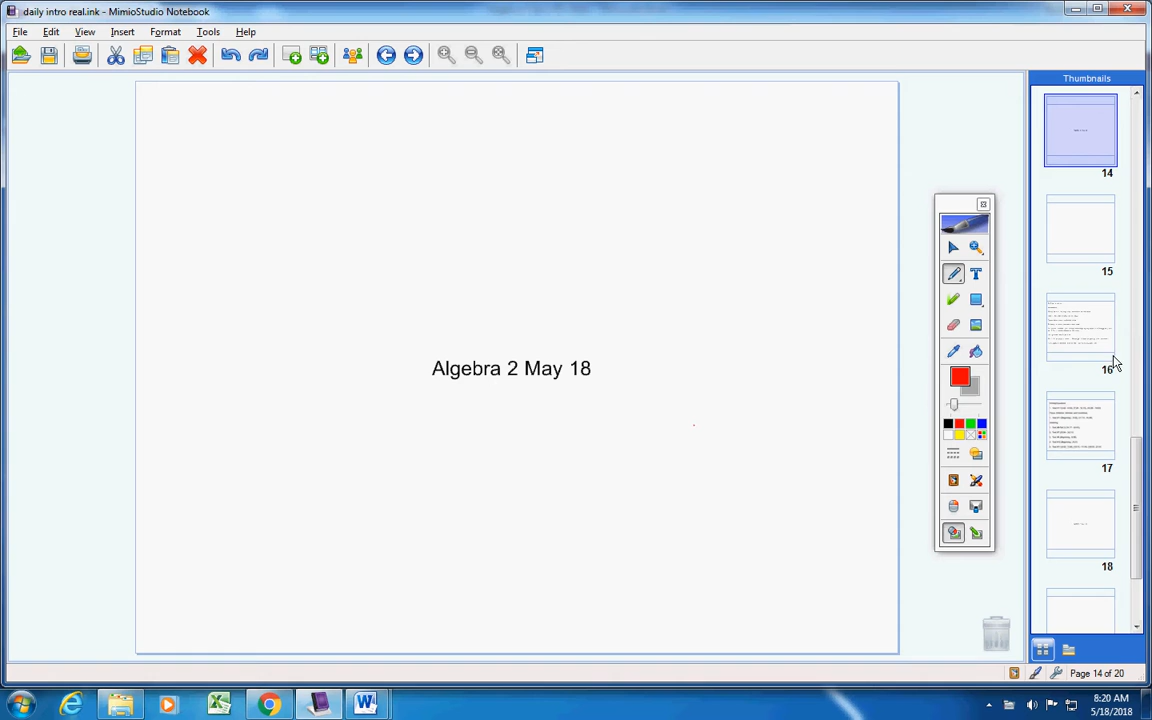 daily intro real.ink - MimioStudio Notebook
File Edit View Insert Format Tools Help
Thumbnails
14
15
16
17
18
Algebra 2 May 18
Page 14 of 20
8:20 AM
5/18/2018